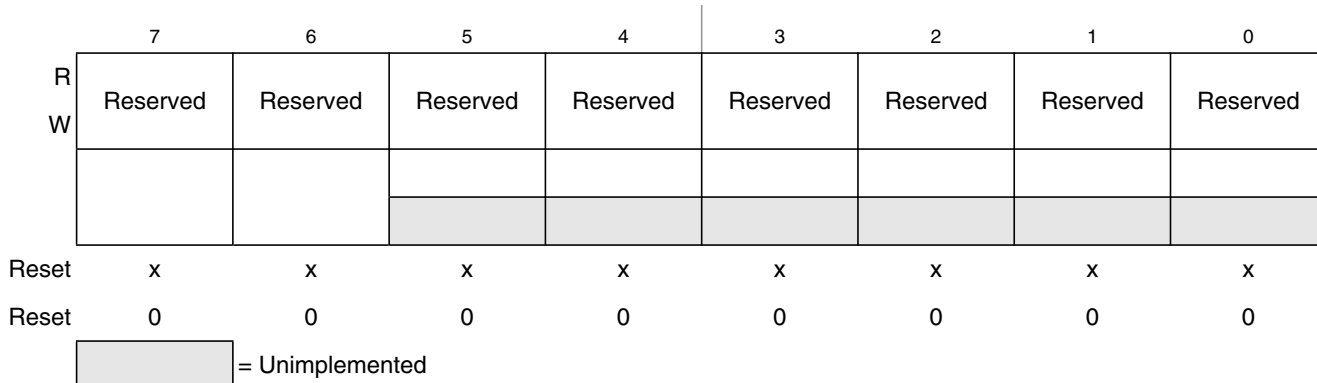 7 6 5 4 3 2 1 0
R
Reserved Reserved Reserved Reserved Reserved Reserved Reserved Reserved
W
Reset x x x x x x x x
Reset 0 0 0 0 0 0 0 0
= Unimplemented